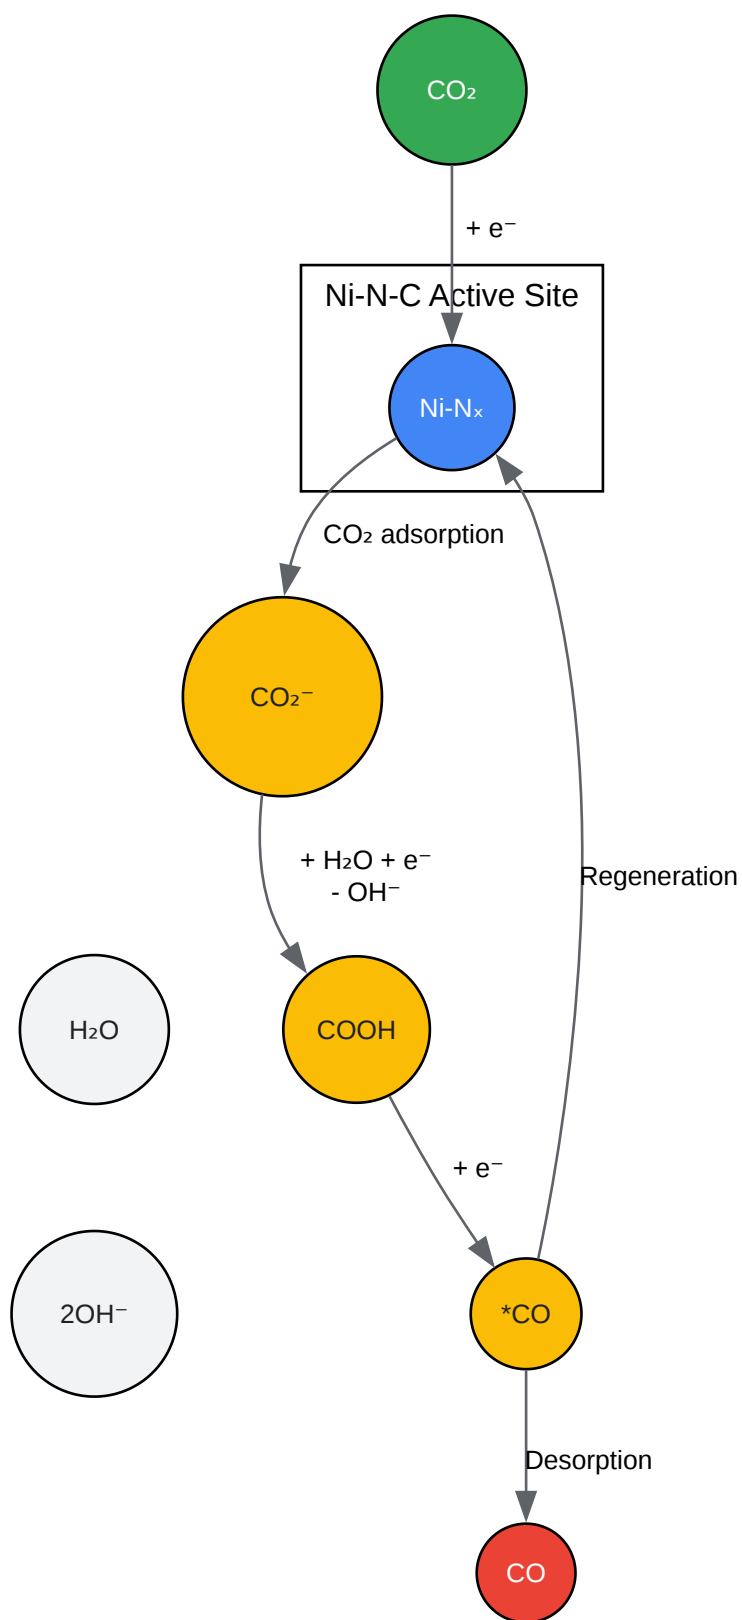 CO₂
+ e⁻
Ni-N-C Active Site
Ni-Nₓ
CO₂ adsorption
CO₂⁻
+ H₂O + e⁻
- OH⁻
Regeneration
H₂O
COOH
+ e⁻
2OH⁻
*CO
Desorption
CO